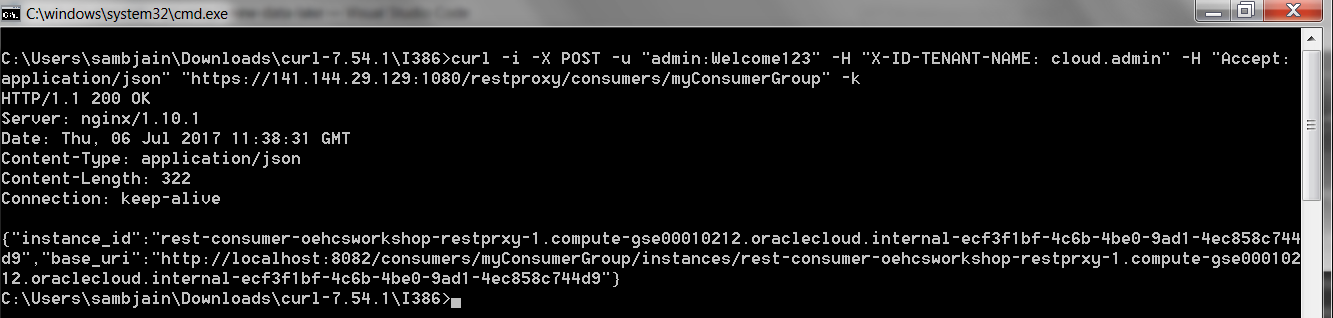 C:\windows\system32\cmd.exe
C:\Users\sambjain\Downloads\curl-7.54.1\I386>curl -i -X POST -u "admin:Welcome123" -H "X-ID-TENANT-NAME: cloud.admin" -H "Accept:
application/json" "https://141.144.29.129:1080/restproxy/consumers/myConsumerGroup" -k
HTTP/1.1 200 OK
Server: nginx/1.10.1
Date: Thu, 06 Jul 2017 11:38:31 GMT
Content-Type: application/json
Content-Length: 322
Connection: keep-alive
{"instance_id":"rest-consumer-oehcsworkshop-restprxy-1.compute-gse00010212.oraclecloud.internal-ecf3f1bf-4c6b-4be0-9ad1-4ec858c744
d9","base_uri":"http://localhost:8082/consumers/myConsumerGroup/instances/rest-consumer-oehcsworkshop-restprxy-1.compute-gse000102
12.oraclecloud.internal-ecf3f1bf-4c6b-4be0-9ad1-4ec858c744d9"}
C:\Users\sambjain\Downloads\curl-7.54.1\I386>